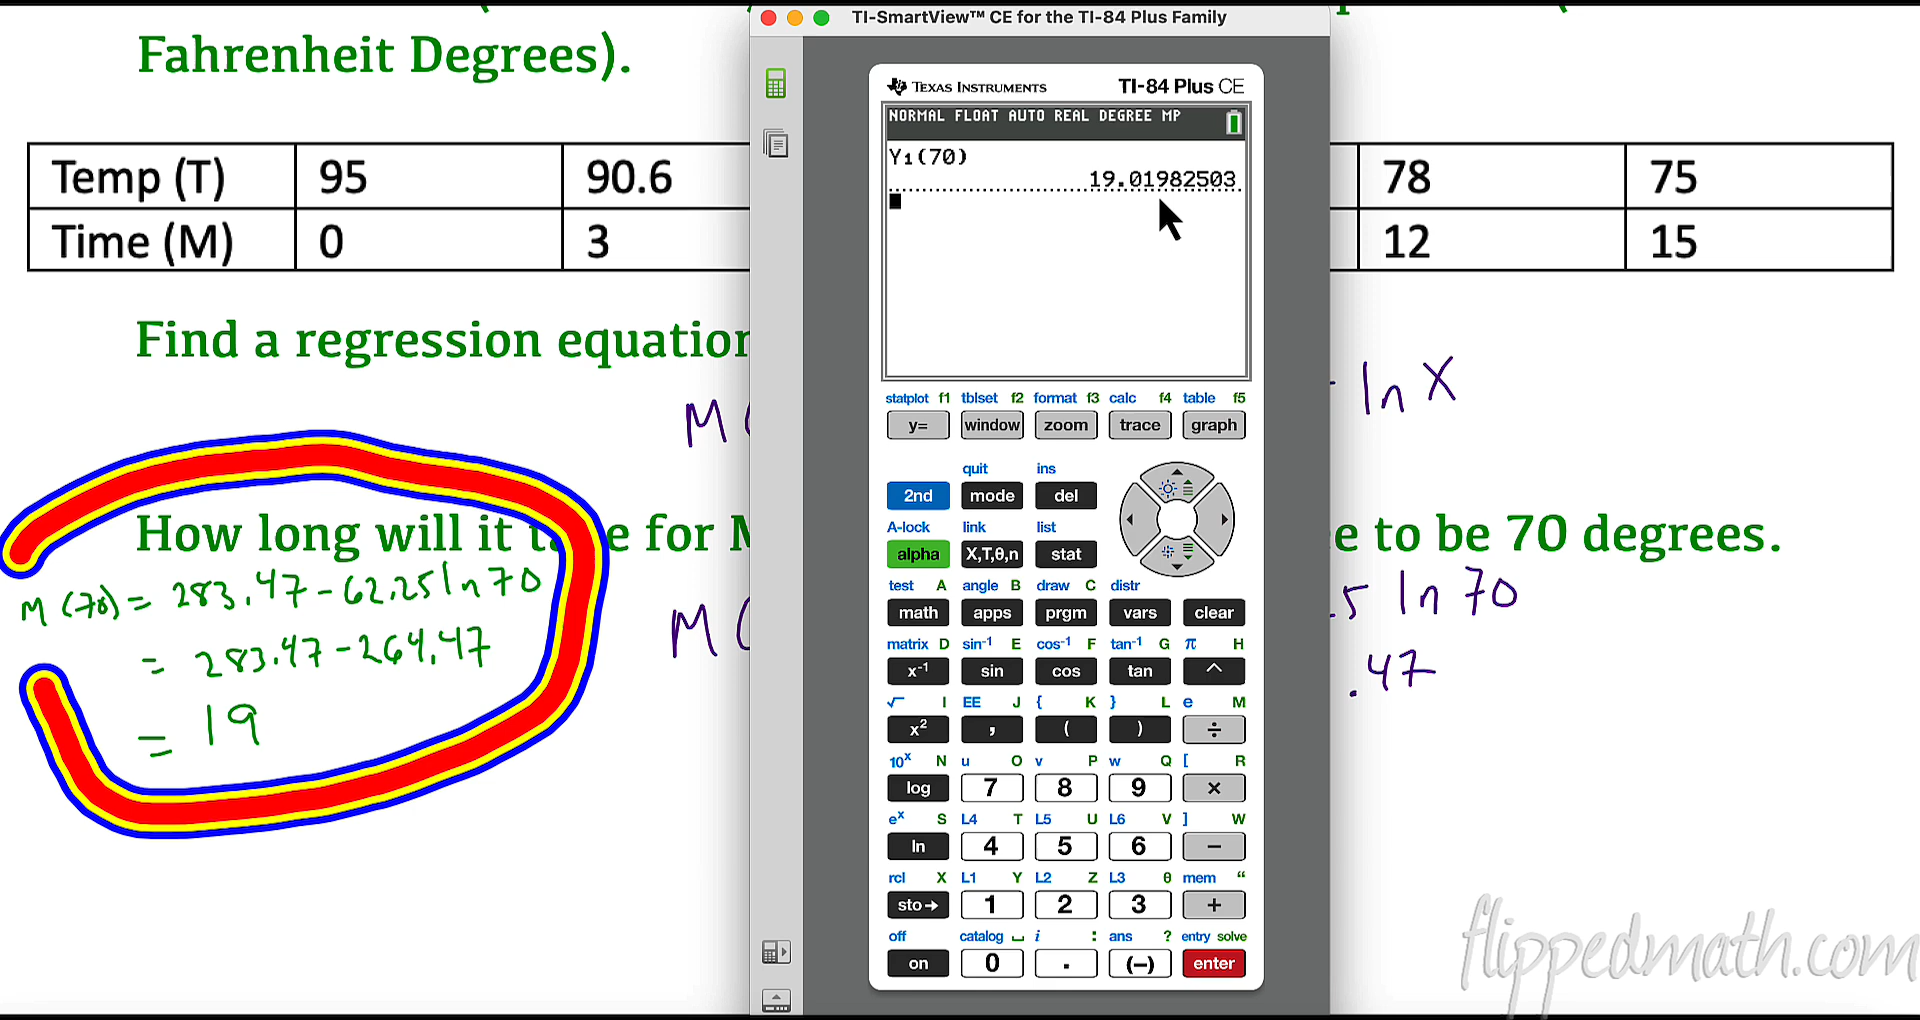 TI-SmartView™ CE for the TI-84 Plus Family
Fahrenheit Degrees).
TEXAS INSTRUMENTS TI-84 Plus CE
NORMAL FLOAT AUTO REAL DEGREE MP
Y₁(70)
19.01982503
Temp (T) 95 90.6 78 75
Time (M) 0 3 12 15
Find a regression equation
M ( ln X
How long will it ta e for M e to be 70 degrees.
M (70) = 283.47 - 62.25 ln 70
= 283.47 - 264.47
= 19
M ( .5 ln 70
.47
statplot f1 tblset f2 format f3 calc f4 table f5
y= window zoom trace graph
quit ins
2nd mode del
A-lock link list
alpha X,T,θ,n stat
test A angle B draw C distr
math apps prgm vars clear
matrix D sin⁻¹ E cos⁻¹ F tan⁻¹ G π H
x⁻¹ sin cos tan ^
√ I EE J { K } L e M
x² , ( ) ÷
10ˣ N u O v P w Q [ R
log 7 8 9 ×
eˣ S L4 T L5 U L6 V ] W
ln 4 5 6 −
rcl X L1 Y L2 Z L3 θ mem “
sto→ 1 2 3 +
off catalog ⎵ i : ans ? entry solve
on 0 . (−) enter
flippedmath.com